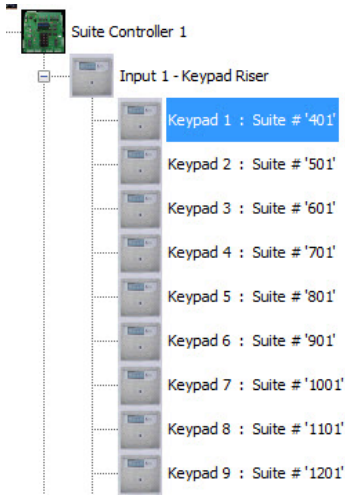 Suite Controller 1
Input 1 - Keypad Riser
Keypad 1 : Suite # '401'
Keypad 2 : Suite # '501'
Keypad 3 : Suite # '601'
Keypad 4 : Suite # '701'
Keypad 5 : Suite # '801'
Keypad 6 : Suite # '901'
Keypad 7 : Suite # '1001'
Keypad 8 : Suite # '1101'
Keypad 9 : Suite # '1201'